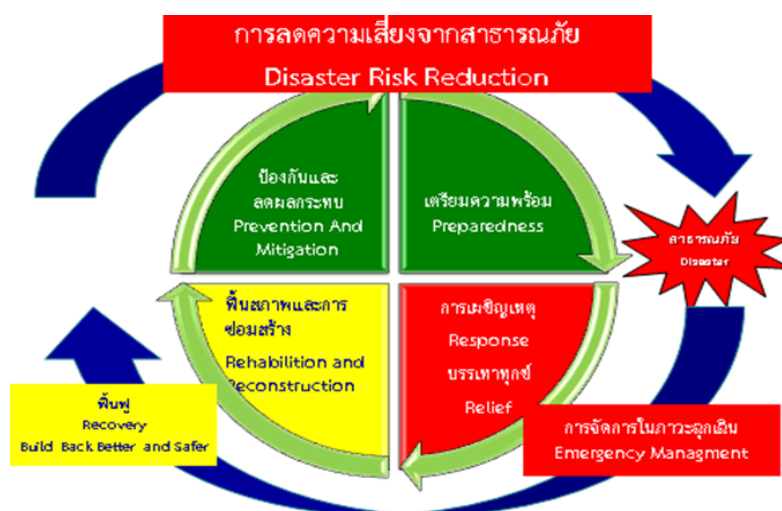 การลดความเสี่ยงจากสาธารณภัย
Disaster Risk Reduction
ป้องกันและ
ลดผลกระทบ
Prevention And
Mitigation
เตรียมความพร้อม
Preparedness
สาธารณภัย
Disaster
ฟื้นสภาพและการ
ซ่อมสร้าง
Rehabilition and
Reconstruction
การเผชิญเหตุ
Response
บรรเทาทุกข์
Relief
ฟื้นฟู
Recovery
Build Back Better and Safer
การจัดการในภาวะฉุกเฉิน
Emergency Managment